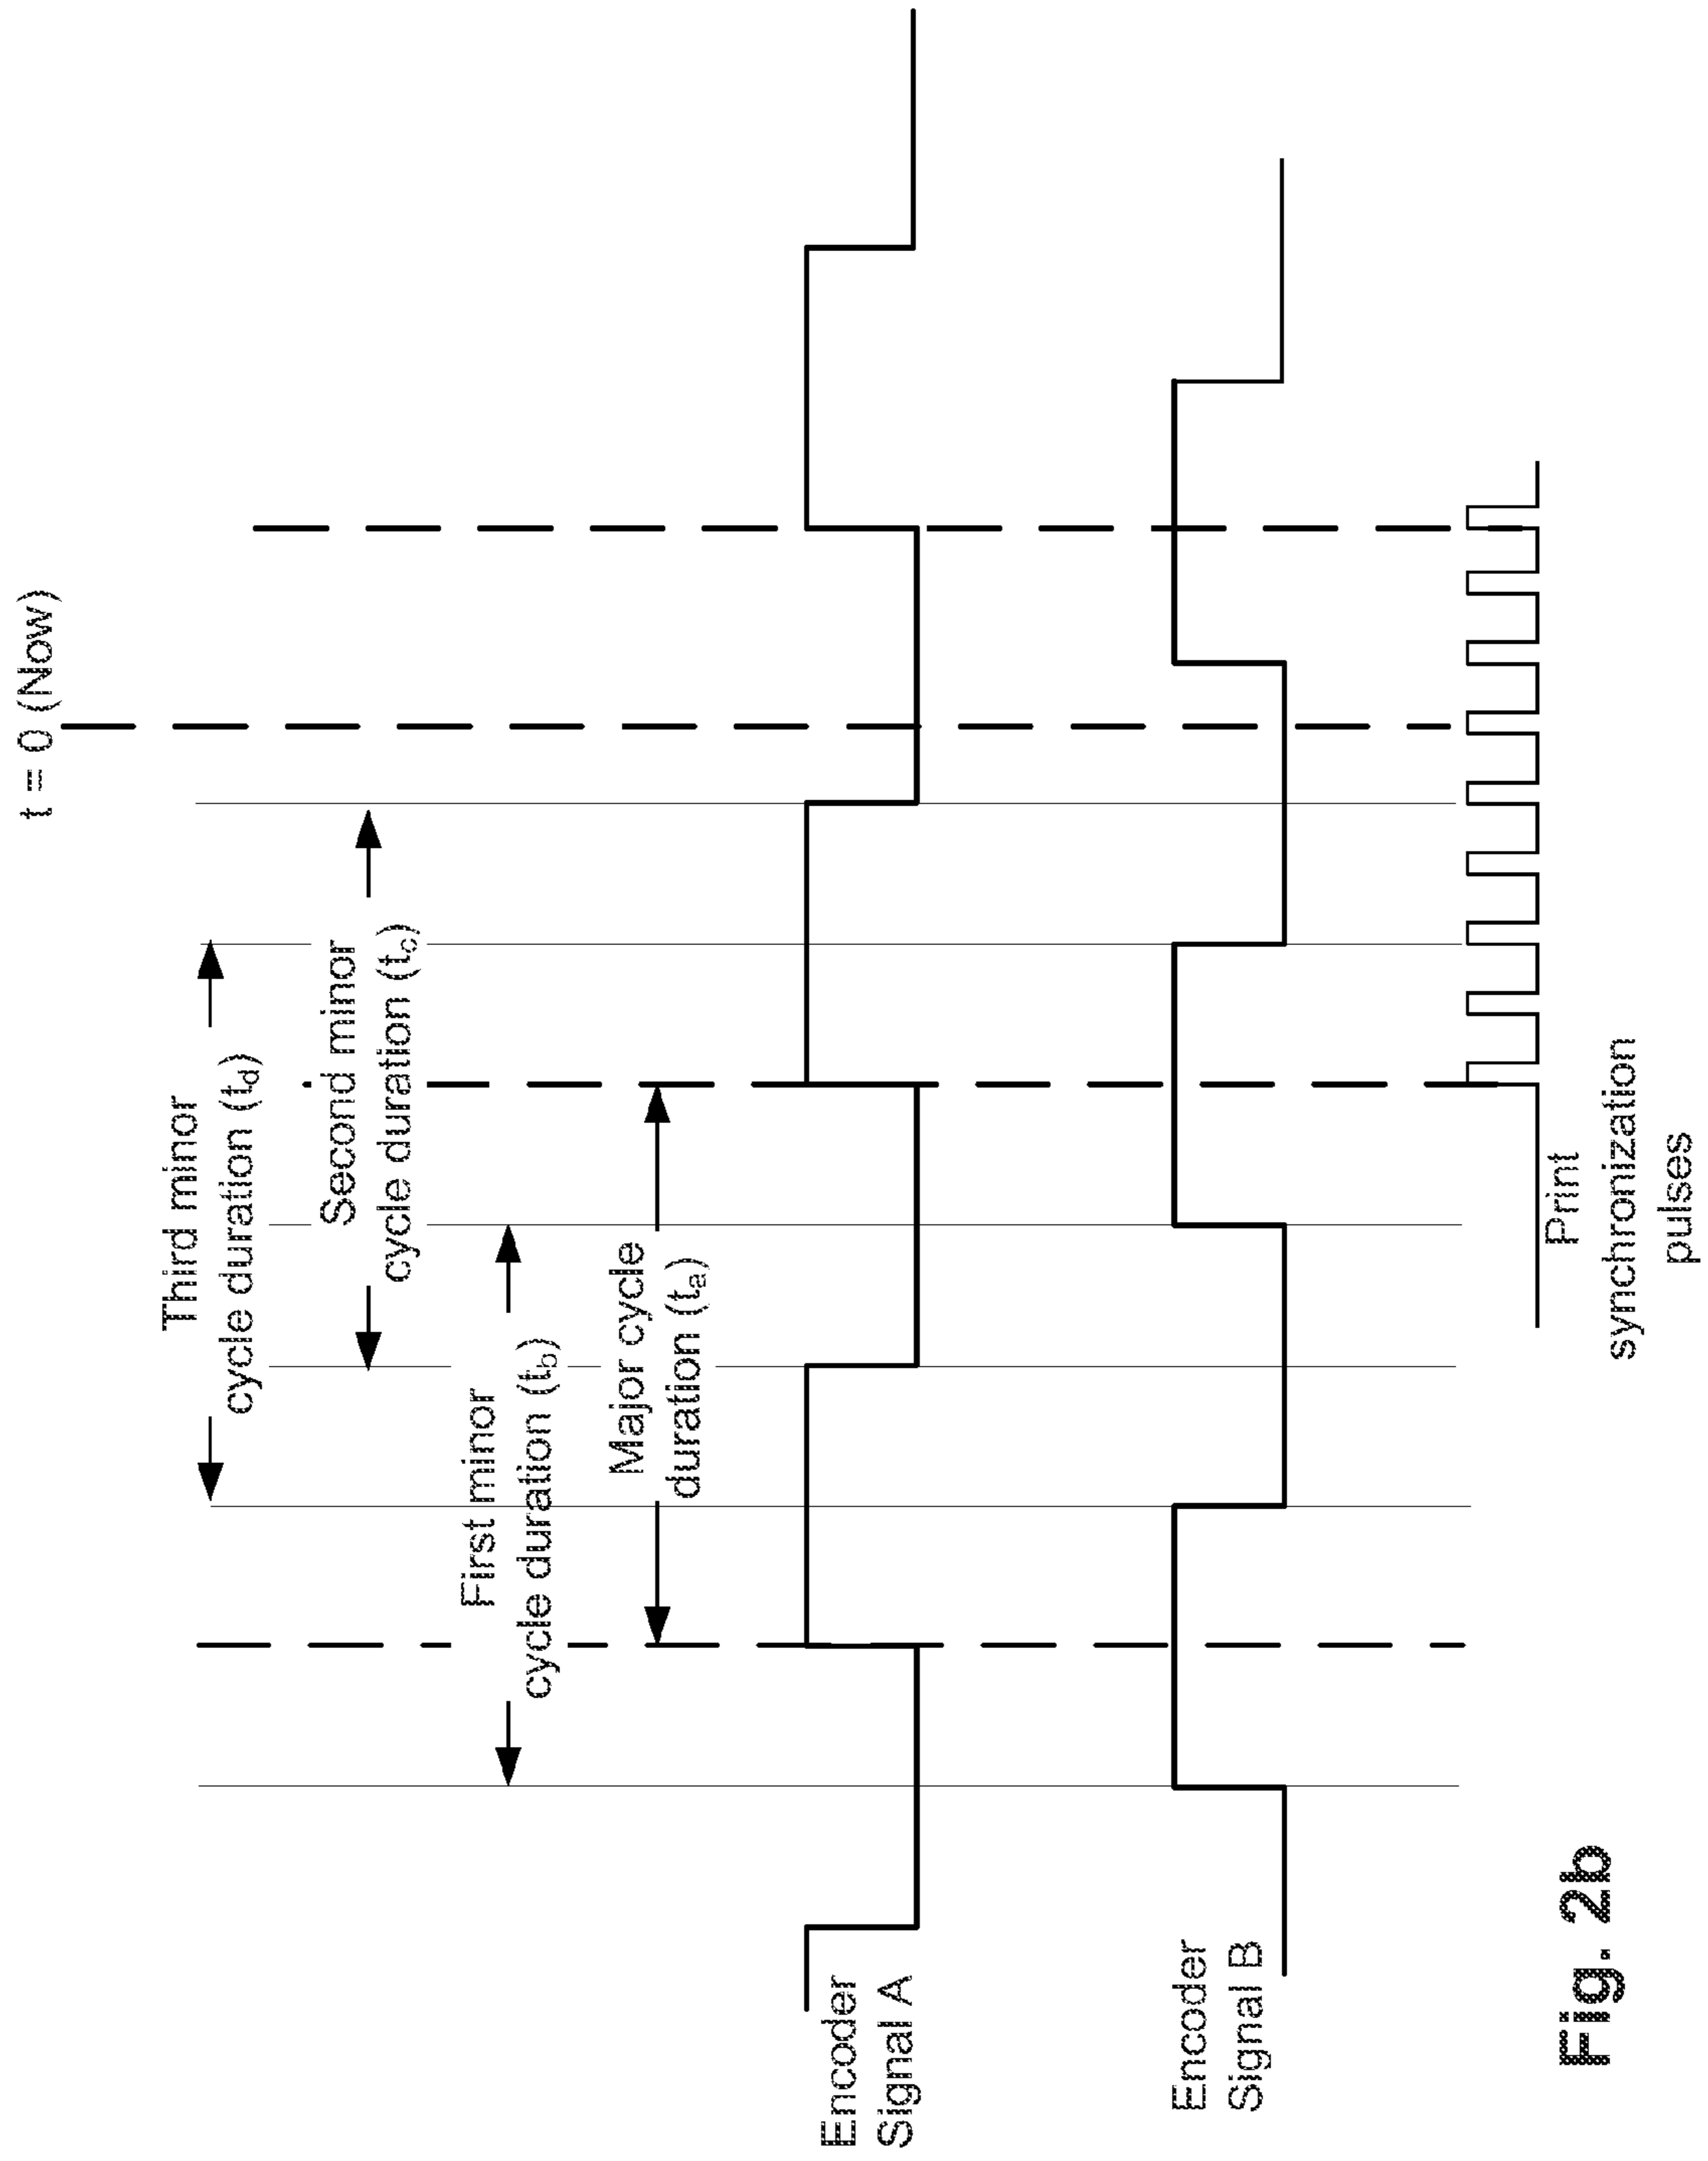 t = 0 (Now)
Third minor
cycle duration (td)
Second minor
cycle duration (tc)
First minor
cycle duration (tb)
Major cycle
duration (ta)
Encoder
Signal A
Encoder
Signal B
Print
synchronization
pulses
Fig. 2b